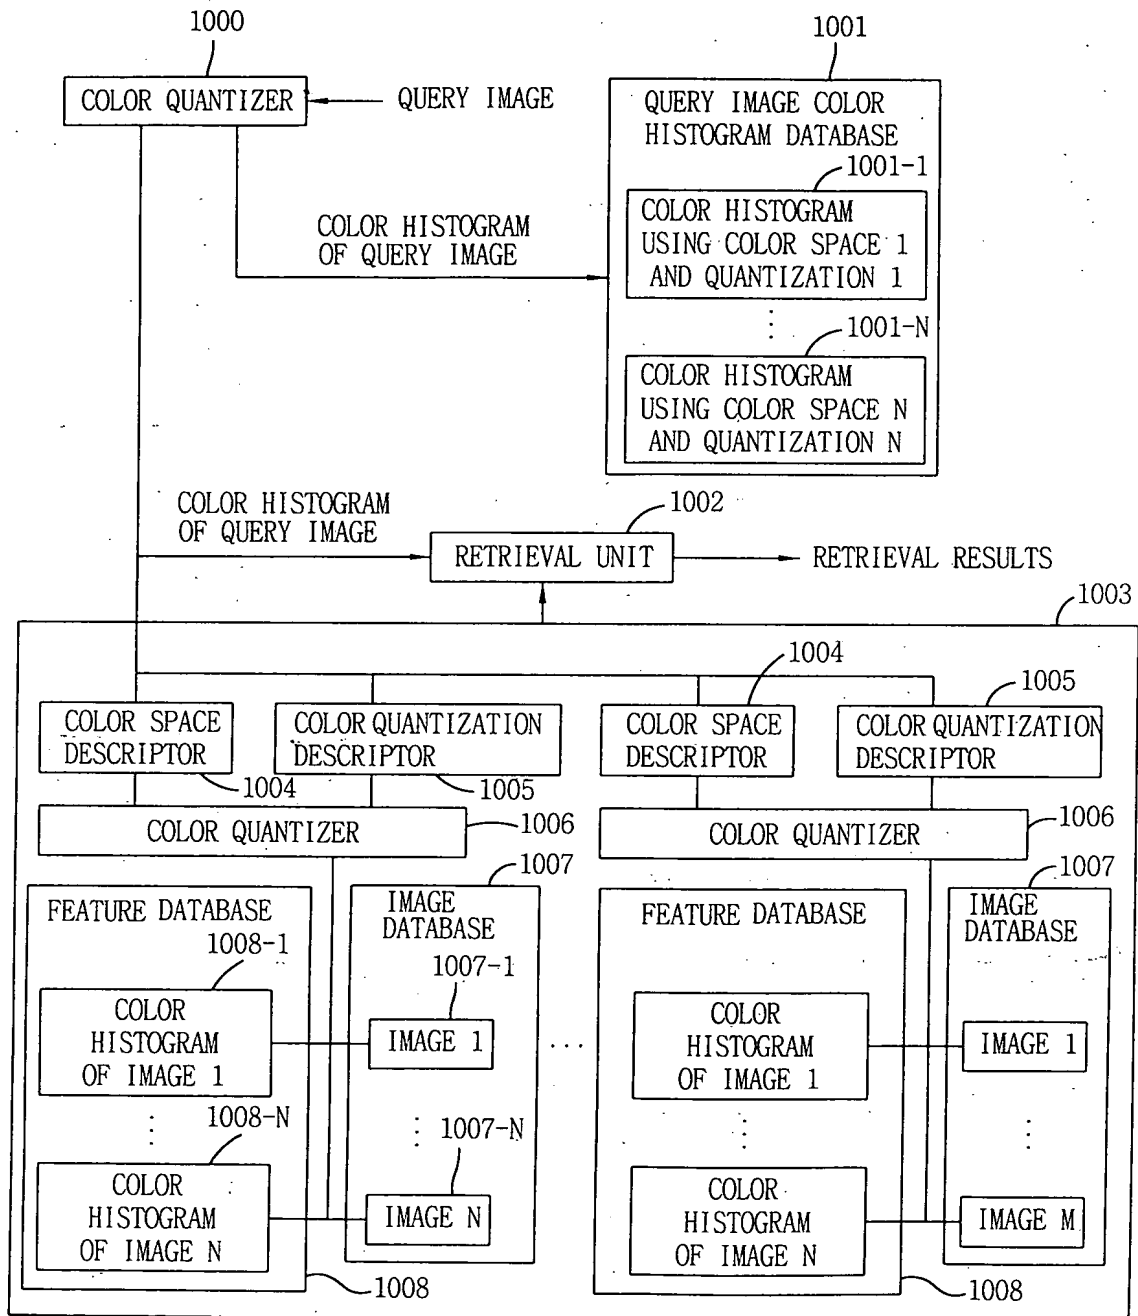 1000
1001
COLOR QUANTIZER
QUERY IMAGE
QUERY IMAGE COLOR
HISTOGRAM DATABASE
1001-1
COLOR HISTOGRAM
USING COLOR SPACE 1
AND QUANTIZATION 1
COLOR HISTOGRAM
OF QUERY IMAGE
1001-N
COLOR HISTOGRAM
USING COLOR SPACE N
AND QUANTIZATION N
COLOR HISTOGRAM
OF QUERY IMAGE
1002
RETRIEVAL UNIT
RETRIEVAL RESULTS
1003
1004
1005
COLOR SPACE
DESCRIPTOR
COLOR QUANTIZATION
DESCRIPTOR
COLOR SPACE
DESCRIPTOR
COLOR QUANTIZATION
DESCRIPTOR
1004
1005
COLOR QUANTIZER
1006
COLOR QUANTIZER
1006
1007
1007
FEATURE DATABASE
IMAGE
DATABASE
FEATURE DATABASE
IMAGE
DATABASE
1008-1
1007-1
COLOR
HISTOGRAM
OF IMAGE 1
IMAGE 1
...
COLOR
HISTOGRAM
OF IMAGE 1
IMAGE 1
1008-N
1007-N
COLOR
HISTOGRAM
OF IMAGE N
IMAGE N
COLOR
HISTOGRAM
OF IMAGE N
IMAGE M
1008
1008